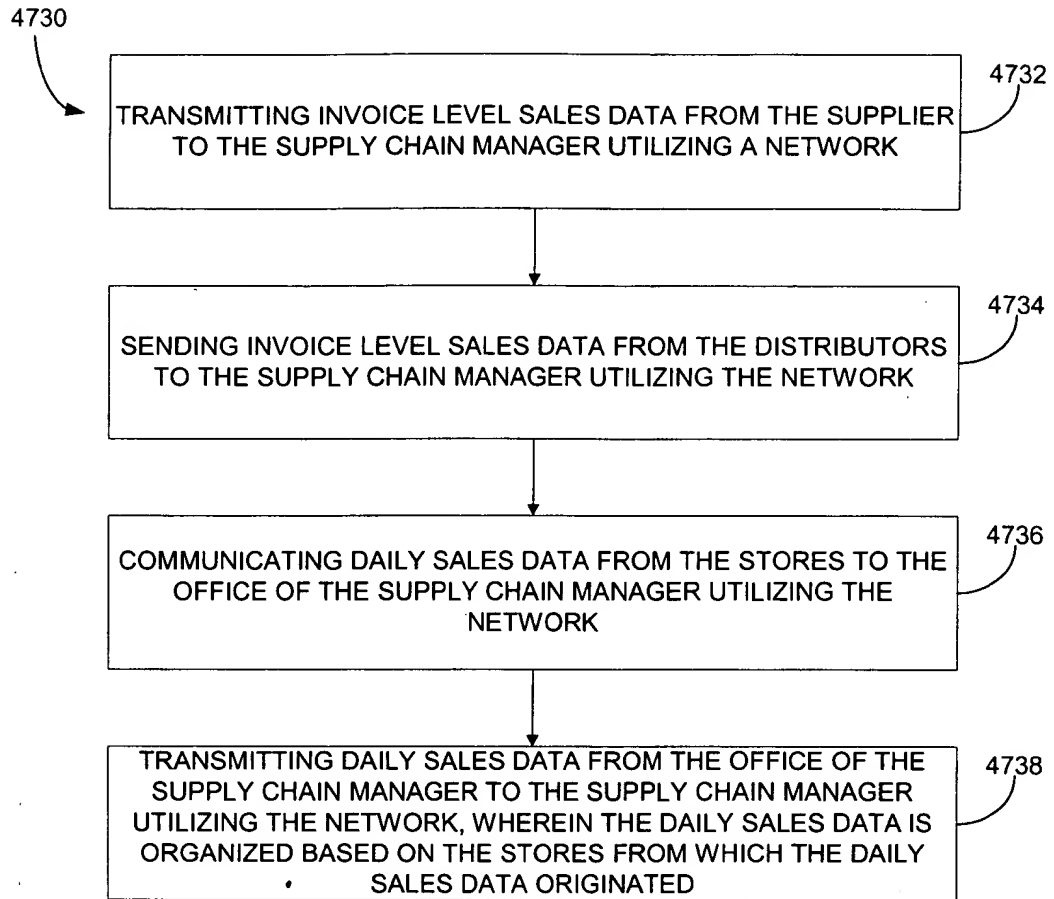 4730
4732
TRANSMITTING INVOICE LEVEL SALES DATA FROM THE SUPPLIER
TO THE SUPPLY CHAIN MANAGER UTILIZING A NETWORK
4734
SENDING INVOICE LEVEL SALES DATA FROM THE DISTRIBUTORS
TO THE SUPPLY CHAIN MANAGER UTILIZING THE NETWORK
4736
COMMUNICATING DAILY SALES DATA FROM THE STORES TO THE
OFFICE OF THE SUPPLY CHAIN MANAGER UTILIZING THE
NETWORK
4738
TRANSMITTING DAILY SALES DATA FROM THE OFFICE OF THE
SUPPLY CHAIN MANAGER TO THE SUPPLY CHAIN MANAGER
UTILIZING THE NETWORK, WHEREIN THE DAILY SALES DATA IS
ORGANIZED BASED ON THE STORES FROM WHICH THE DAILY
SALES DATA ORIGINATED